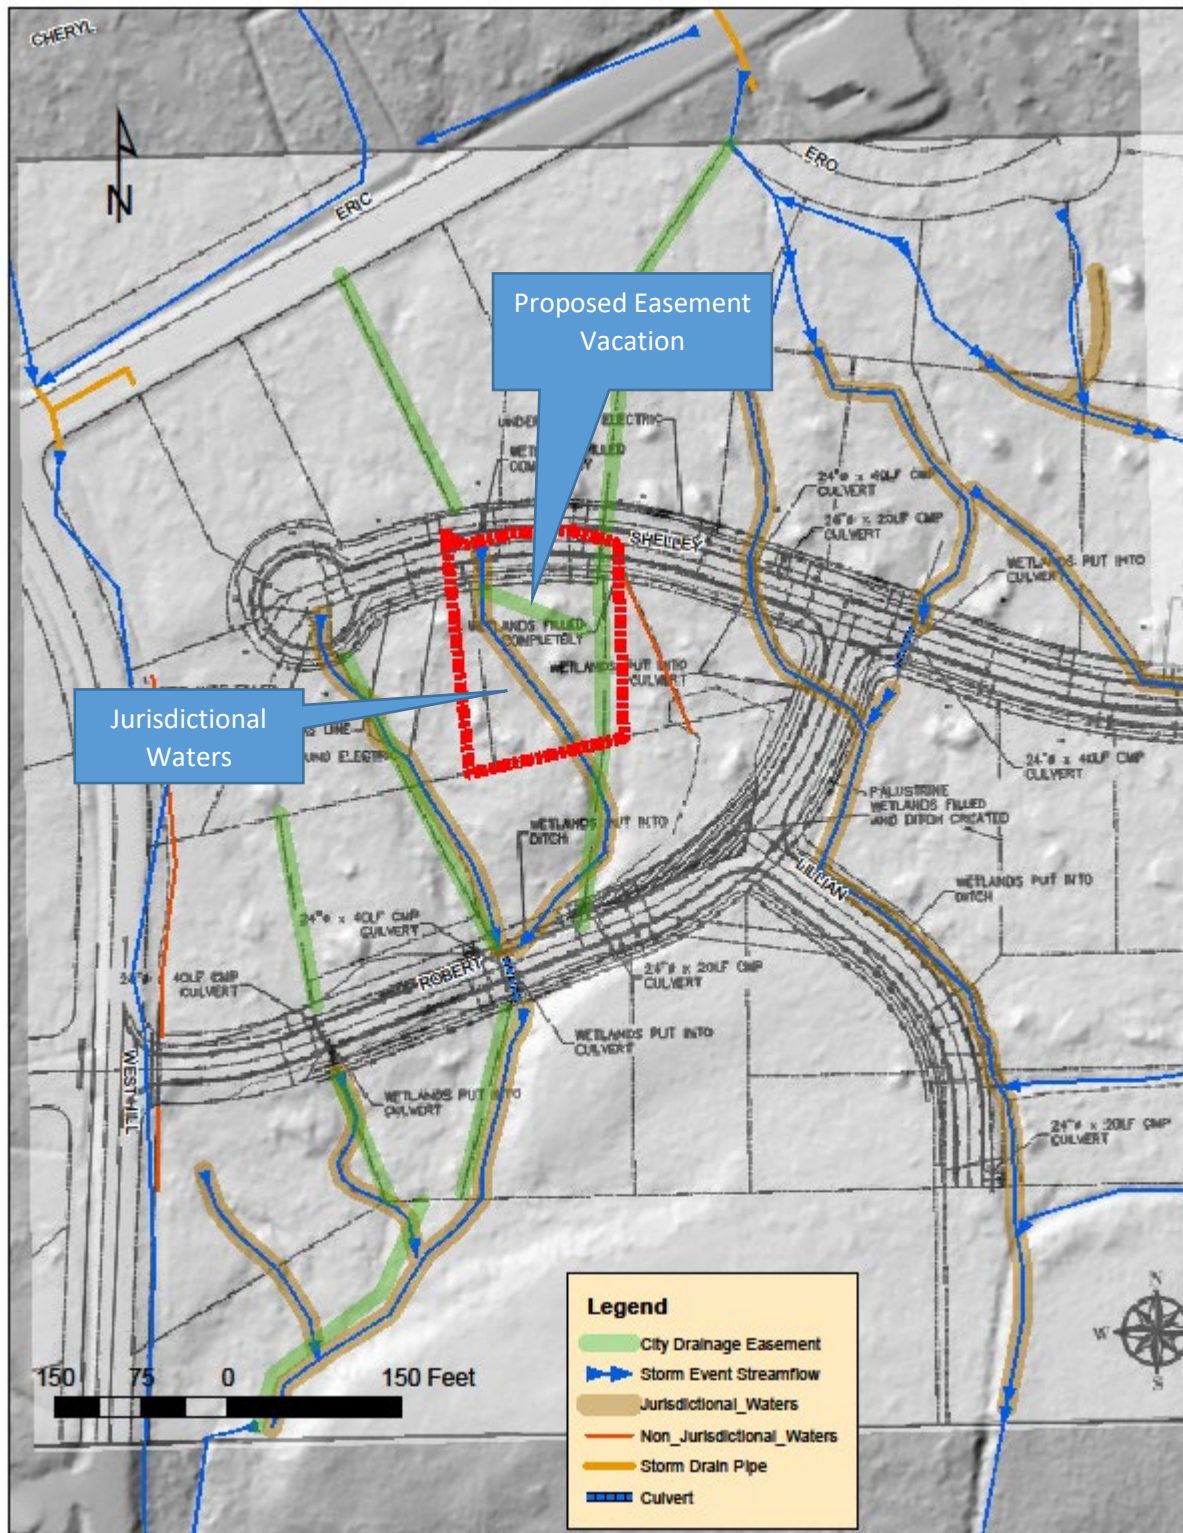 CHERYL
ERIC
ERO
N
Proposed Easement
Vacation
ELECTRIC
24"ø x 40LF CMP
CULVERT
24"ø x 20LF CMP
CULVERT
SHELLEY
WETLANDS PUT INTO
CULVERT
WETLANDS FILLED
COMPLETELY
WETLANDS PUT INTO
CULVERT
Jurisdictional
Waters
LINE
24"ø x 40LF CMP
CULVERT
PALUSTRINE
WETLANDS FILLED
AND DITCH CREATED
WETLANDS PUT INTO
DITCH
LILLIAN
WETLANDS PUT INTO
DITCH
24"ø x 40LF CMP
CULVERT
ROBERT
40LF CMP
CULVERT
24"ø x 20LF CMP
CULVERT
WETLANDS PUT INTO
CULVERT
WEST HILL
WETLANDS PUT INTO
CULVERT
24"ø x 20LF CMP
CULVERT
Legend
City Drainage Easement
Storm Event Streamflow
Jurisdictional_Waters
Non_Jurisdictional_Waters
Storm Drain Pipe
Culvert
150 75 0 150 Feet
N
W